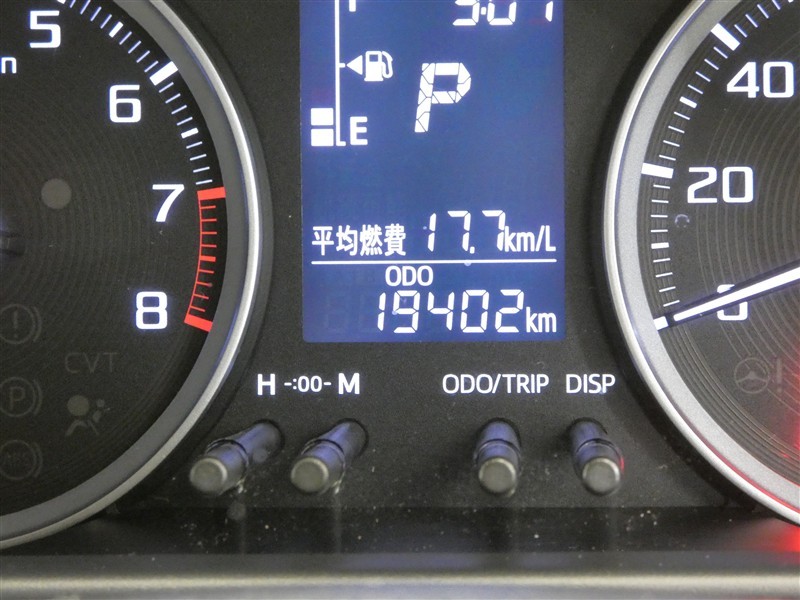 5
6
7
8
P
E
平均燃費 17.7km/L
ODO
19402km
40
20
0
CVT
H -:00- M
ODO/TRIP DISP